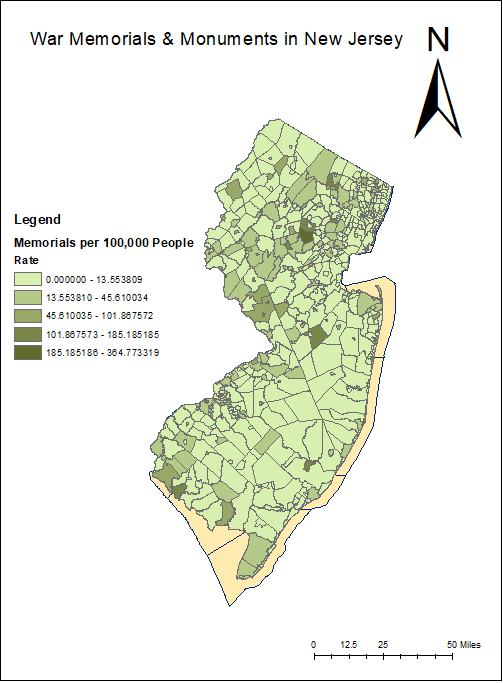 War Memorials & Monuments in New Jersey
N
Legend
Memorials per 100,000 People
Rate
0.000000 - 13.553809
13.553810 - 45.610034
45.610035 - 101.867572
101.867573 - 185.185185
185.185186 - 364.773319
0 12.5 25 50 Miles